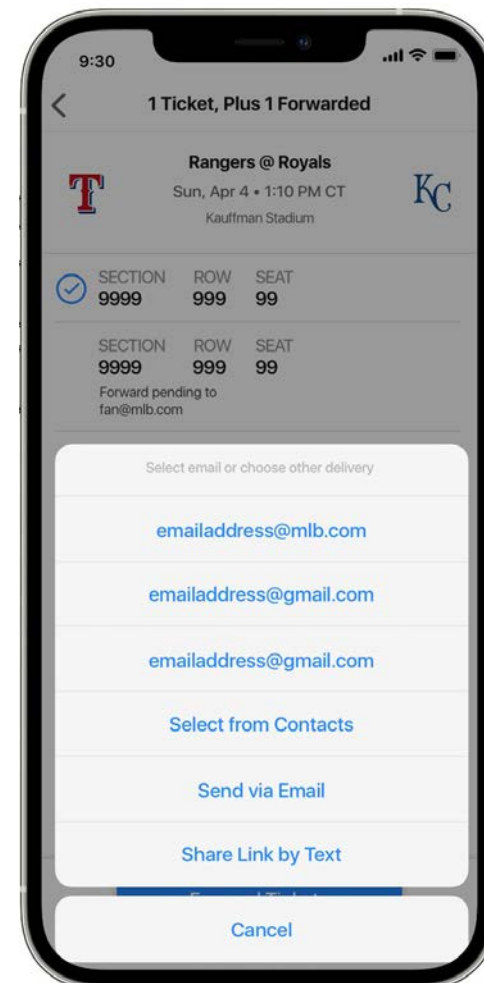 9:30
1 Ticket, Plus 1 Forwarded
Rangers @ Royals
Sun, Apr 4 • 1:10 PM CT
Kauffman Stadium
T
KC
SECTION ROW SEAT
9999 999 99
SECTION ROW SEAT
9999 999 99
Forward pending to
fan@mlb.com
Select email or choose other delivery
emailaddress@mlb.com
emailaddress@gmail.com
emailaddress@gmail.com
Select from Contacts
Send via Email
Share Link by Text
Cancel